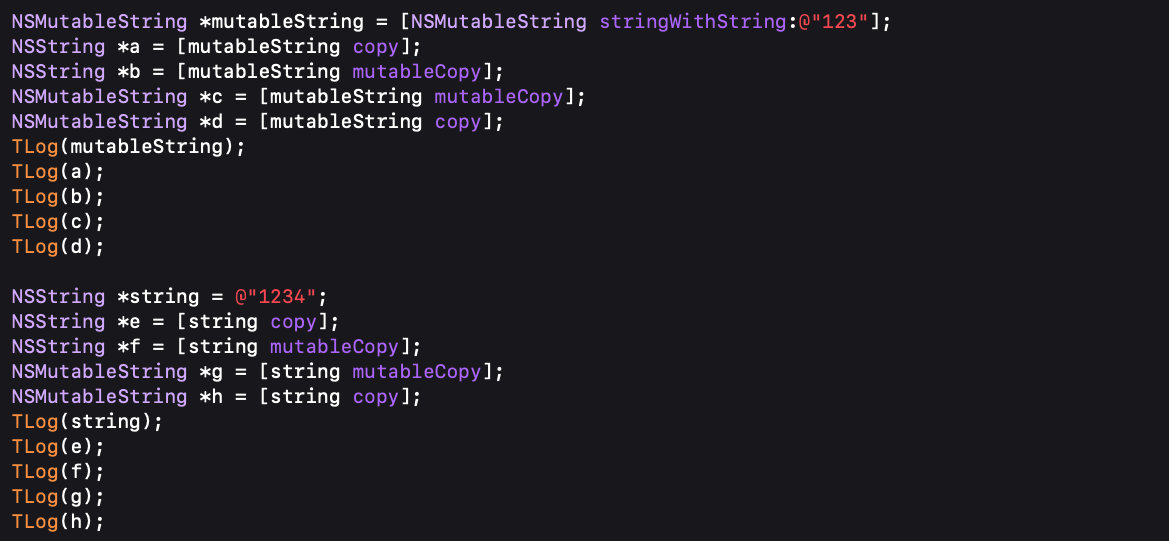 NSMutableString *mutableString = [NSMutableString stringWithString:@"123"];
NSString *a = [mutableString copy];
NSString *b = [mutableString mutableCopy];
NSMutableString *c = [mutableString mutableCopy];
NSMutableString *d = [mutableString copy];
TLog(mutableString);
TLog(a);
TLog(b);
TLog(c);
TLog(d);
NSString *string = @"1234";
NSString *e = [string copy];
NSString *f = [string mutableCopy];
NSMutableString *g = [string mutableCopy];
NSMutableString *h = [string copy];
TLog(string);
TLog(e);
TLog(f);
TLog(g);
TLog(h);